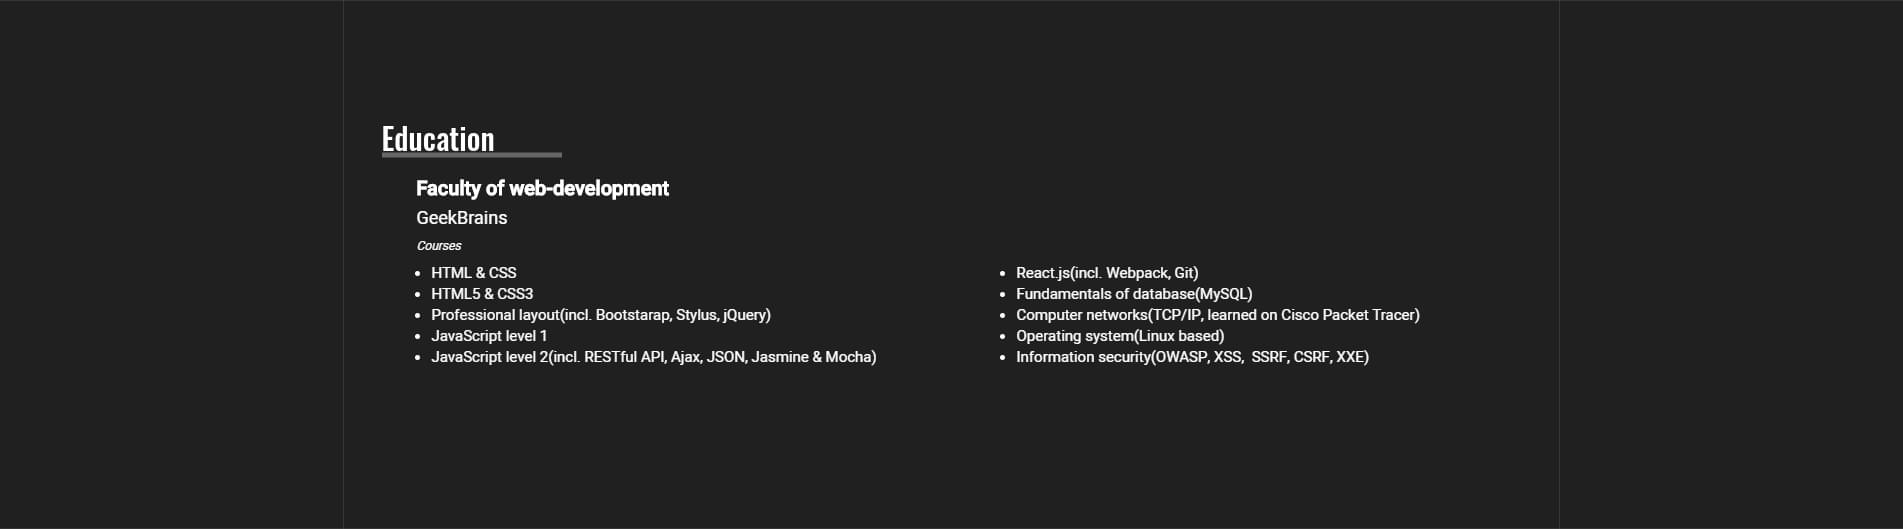 Education
Faculty of web-development
GeekBrains
Courses
HTML & CSS
HTML5 & CSS3
Professional layout(incl. Bootstarap, Stylus, jQuery)
JavaScript level 1
JavaScript level 2(incl. RESTful API, Ajax, JSON, Jasmine & Mocha)
React.js(incl. Webpack, Git)
Fundamentals of database(MySQL)
Computer networks(TCP/IP, learned on Cisco Packet Tracer)
Operating system(Linux based)
Information security(OWASP, XSS,  SSRF, CSRF, XXE)